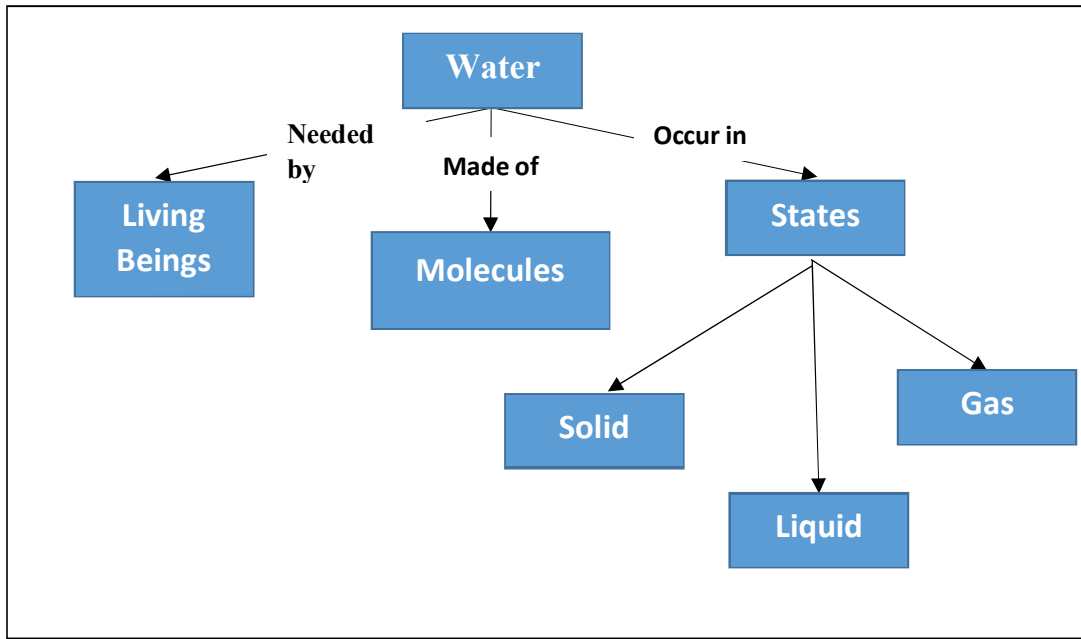 Water
Needed
by
Made of
Occur in
Living
Beings
Molecules
States
Solid
Liquid
Gas